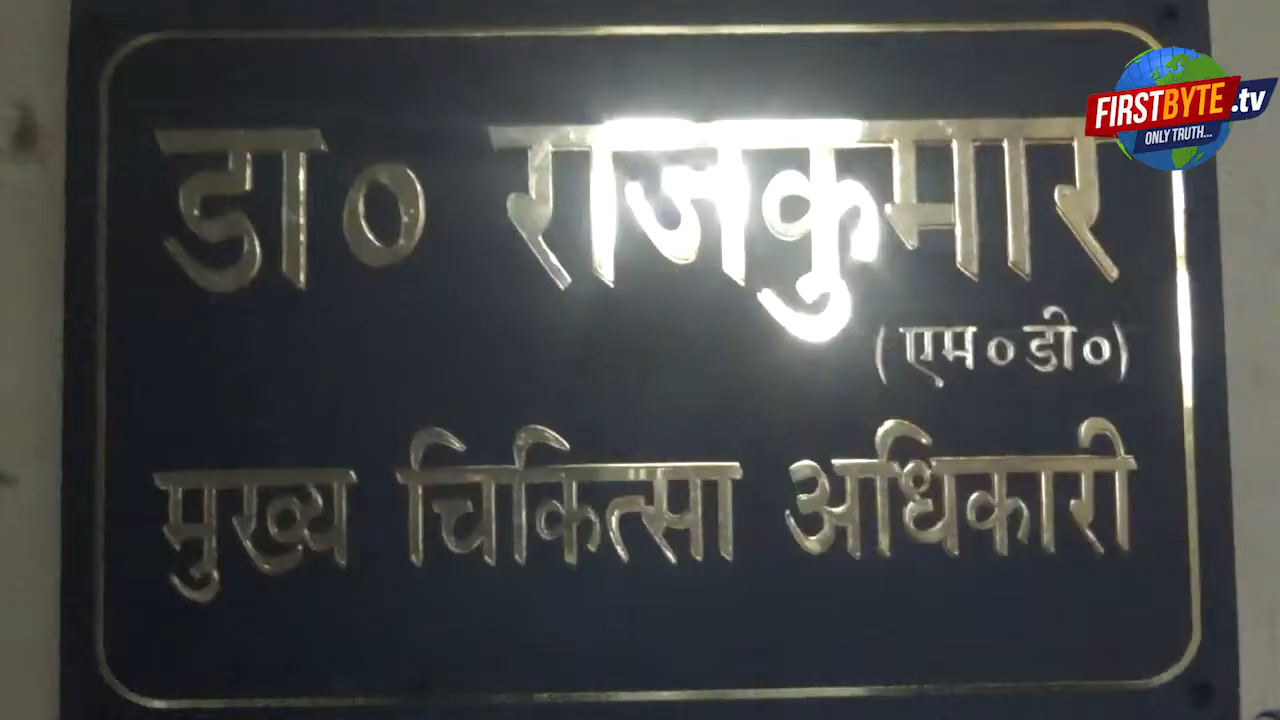 डा० राजकुमार
(एम०डी०)
मुख्य चिकित्सा अधिकारी
FIRSTBYTE.tv
ONLY TRUTH...